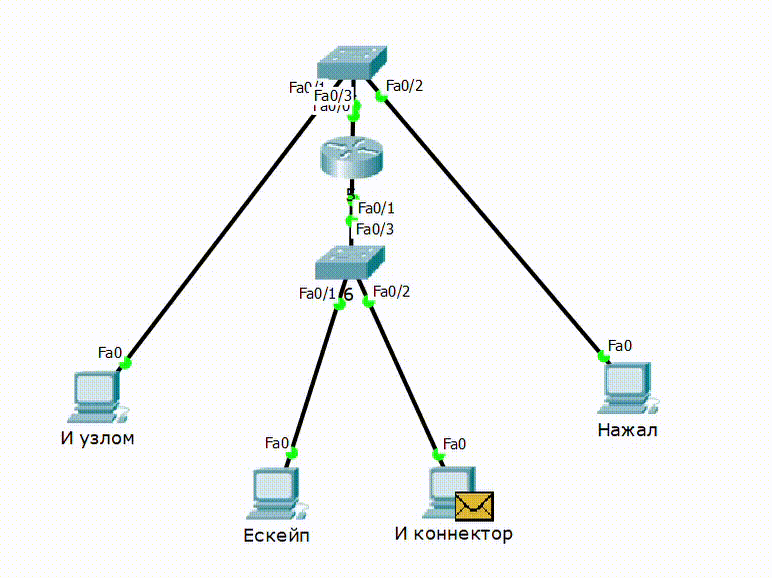 Fa0/1
Fa0/2
Fa0/3
Fa0/0
5
Fa0/1
Fa0/3
Fa0/1
6
Fa0/2
Fa0
Fa0
И узлом
Нажал
Fa0
Fa0
Ескейп
И коннектор